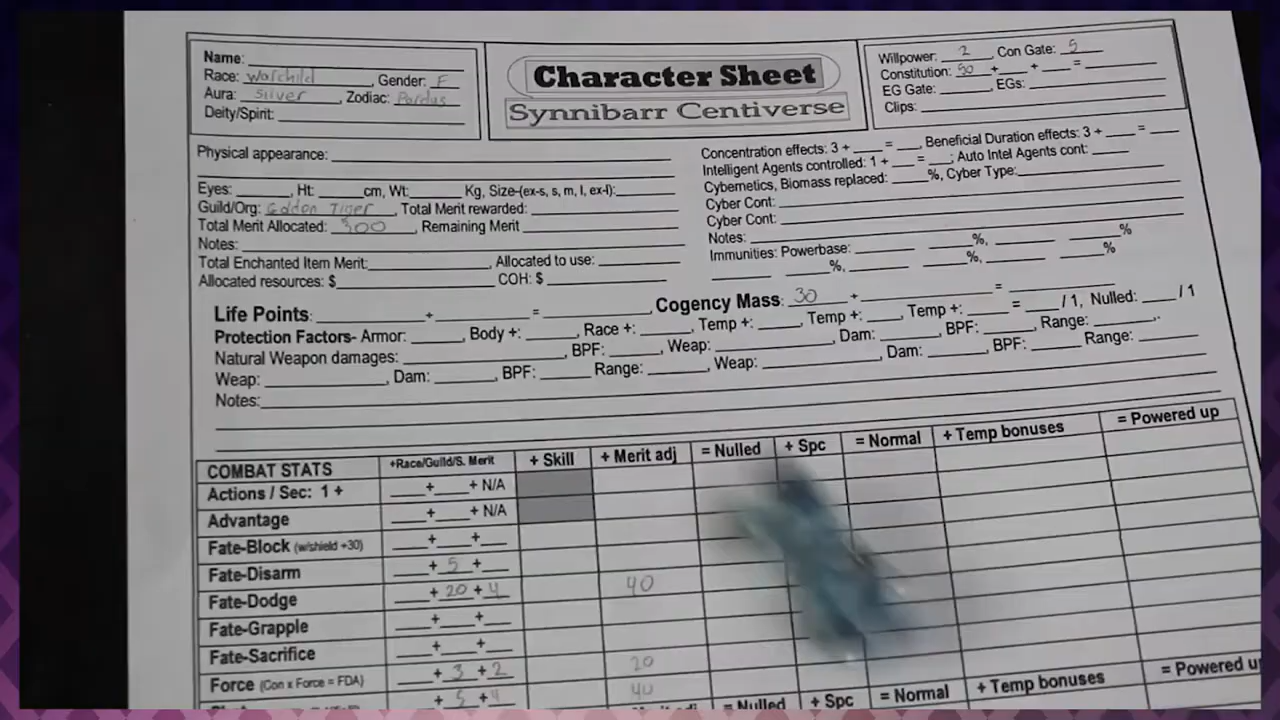 Name:
Race: Warchild, Gender: F
Aura: Silver, Zodiac: Pardus
Deity/Spirit:
Character Sheet
Synnibarr Centiverse
Willpower: 2 Con Gate: 5
Constitution: 50 + + =
EG Gate: , EGs:
Clips:
Physical appearance:
Eyes: , Ht: cm, Wt: Kg, Size-(ex-s, s, m, l, ex-l):
Guild/Org: Golden Tiger, Total Merit rewarded:
Total Merit Allocated: 300, Remaining Merit
Notes:
Total Enchanted Item Merit: Allocated to use:
Allocated resources: $ COH: $
Concentration effects: 3 + = , Beneficial Duration effects: 3 + =
Intelligent Agents controlled: 1 + = ; Auto Intel Agents cont:
Cybernetics, Biomass replaced: %, Cyber Type:
Cyber Cont:
Cyber Cont:
Notes:
Immunities: Powerbase: %, %
%, %, %
Life Points: + = Cogency Mass: 30 + =
Protection Factors- Armor: , Body +: , Race +: , Temp +: , Temp +: , Temp +: = / 1, Nulled: / 1
Natural Weapon damages: , BPF: , Weap: , Dam: , BPF: , Range: ,.
Weap: , Dam: , BPF: Range: , Weap: , Dam: , BPF: Range:
Notes:
COMBAT STATS +Race/Guild/S. Merit + Skill + Merit adj = Nulled + Spc = Normal + Temp bonuses = Powered up
Actions / Sec: 1 + + + N/A
Advantage + + N/A
Fate-Block (w/shield +30) + +
Fate-Disarm + 5 +
Fate-Dodge + 20 + 4 40
Fate-Grapple + +
Fate-Sacrifice + +
Force (Con x Force = FDA) + 3 + 2 20
+ 5 + 4 40
Merit adj = Nulled + Spc = Normal + Temp bonuses = Powered up